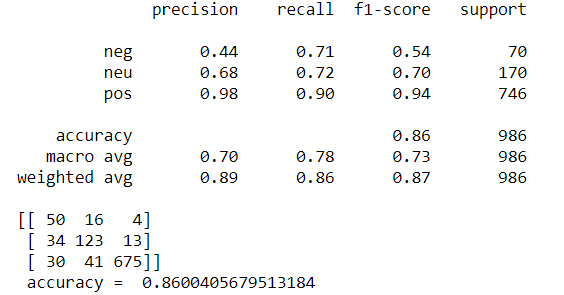 precision recall f1-score support
neg 0.44 0.71 0.54 70
neu 0.68 0.72 0.70 170
pos 0.98 0.90 0.94 746
accuracy 0.86 986
macro avg 0.70 0.78 0.73 986
weighted avg 0.89 0.86 0.87 986
[[ 50 16 4]
[ 34 123 13]
[ 30 41 675]]
accuracy = 0.8600405679513184